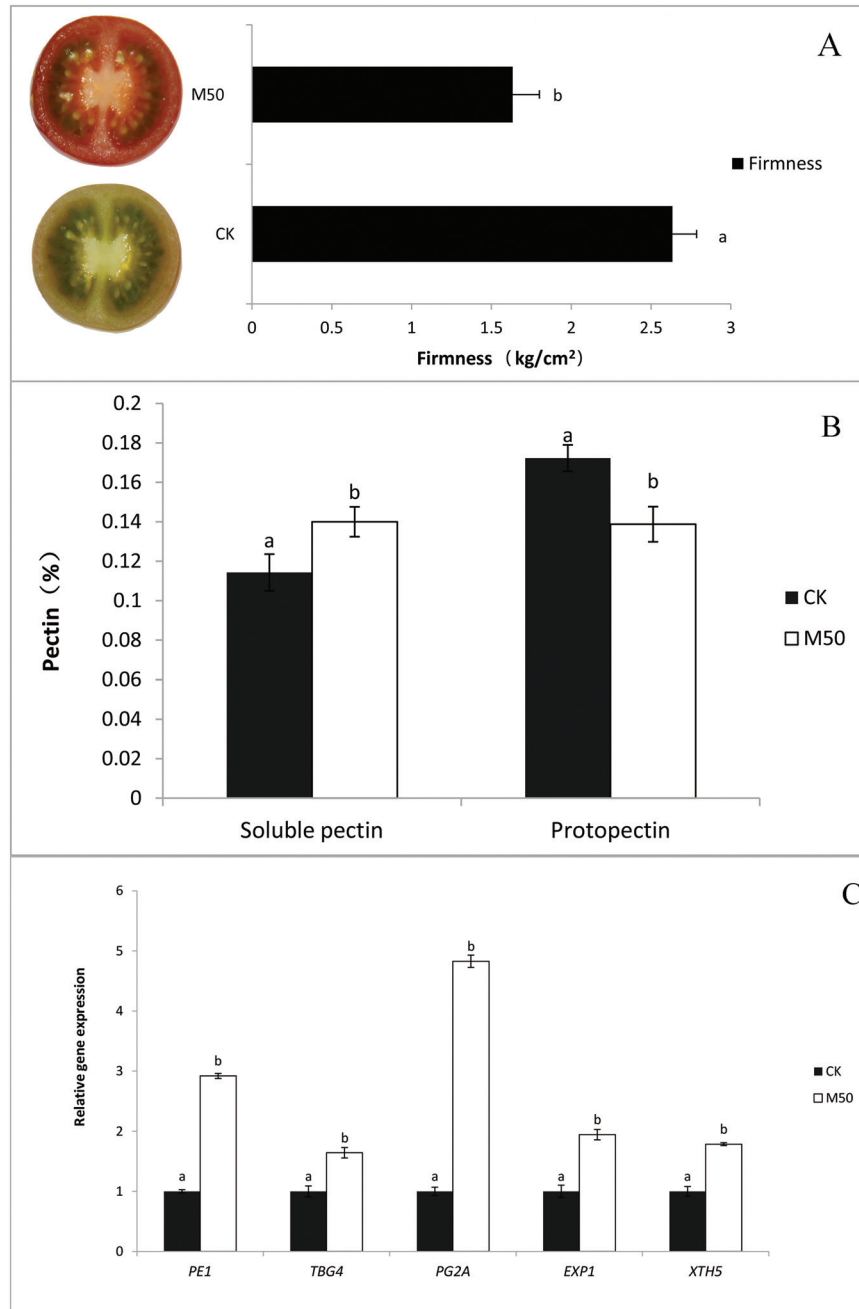 A
M50
b
Firmness
CK
a
0 0.5 1 1.5 2 2.5 3
Firmness （kg/cm²）
B
0.2
0.18
0.16
0.14
0.12
0.1
0.08
0.06
0.04
0.02
0
Pectin （%）
a
b
a
b
CK
M50
Soluble pectin Protopectin
C
6
5
4
3
2
1
0
Relative gene expression
a
b
a
b
a
b
a
b
a
b
CK
M50
PE1 TBG4 PG2A EXP1 XTH5